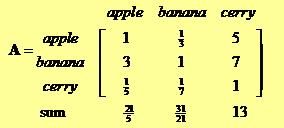 apple banana cerry
A = apple 1 1/3 5
banana 3 1 7
cerry 1/5 1/7 1
sum 21/5 31/21 13